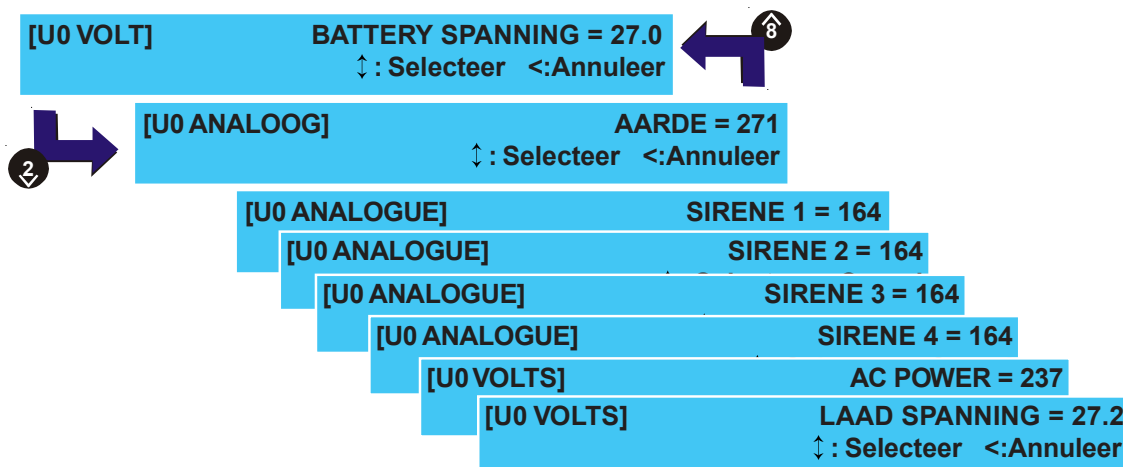 [U0 VOLT] BATTERY SPANNING = 27.0
↕ : Selecteer <:Annuleer
8
[U0 ANALOOG] AARDE = 271
↕ : Selecteer <:Annuleer
2
[U0 ANALOGUE] SIRENE 1 = 164
[U0 ANALOGUE] SIRENE 2 = 164
[U0 ANALOGUE] SIRENE 3 = 164
[U0 ANALOGUE] SIRENE 4 = 164
[U0 VOLTS] AC POWER = 237
[U0 VOLTS] LAAD SPANNING = 27.2
↕ : Selecteer <:Annuleer